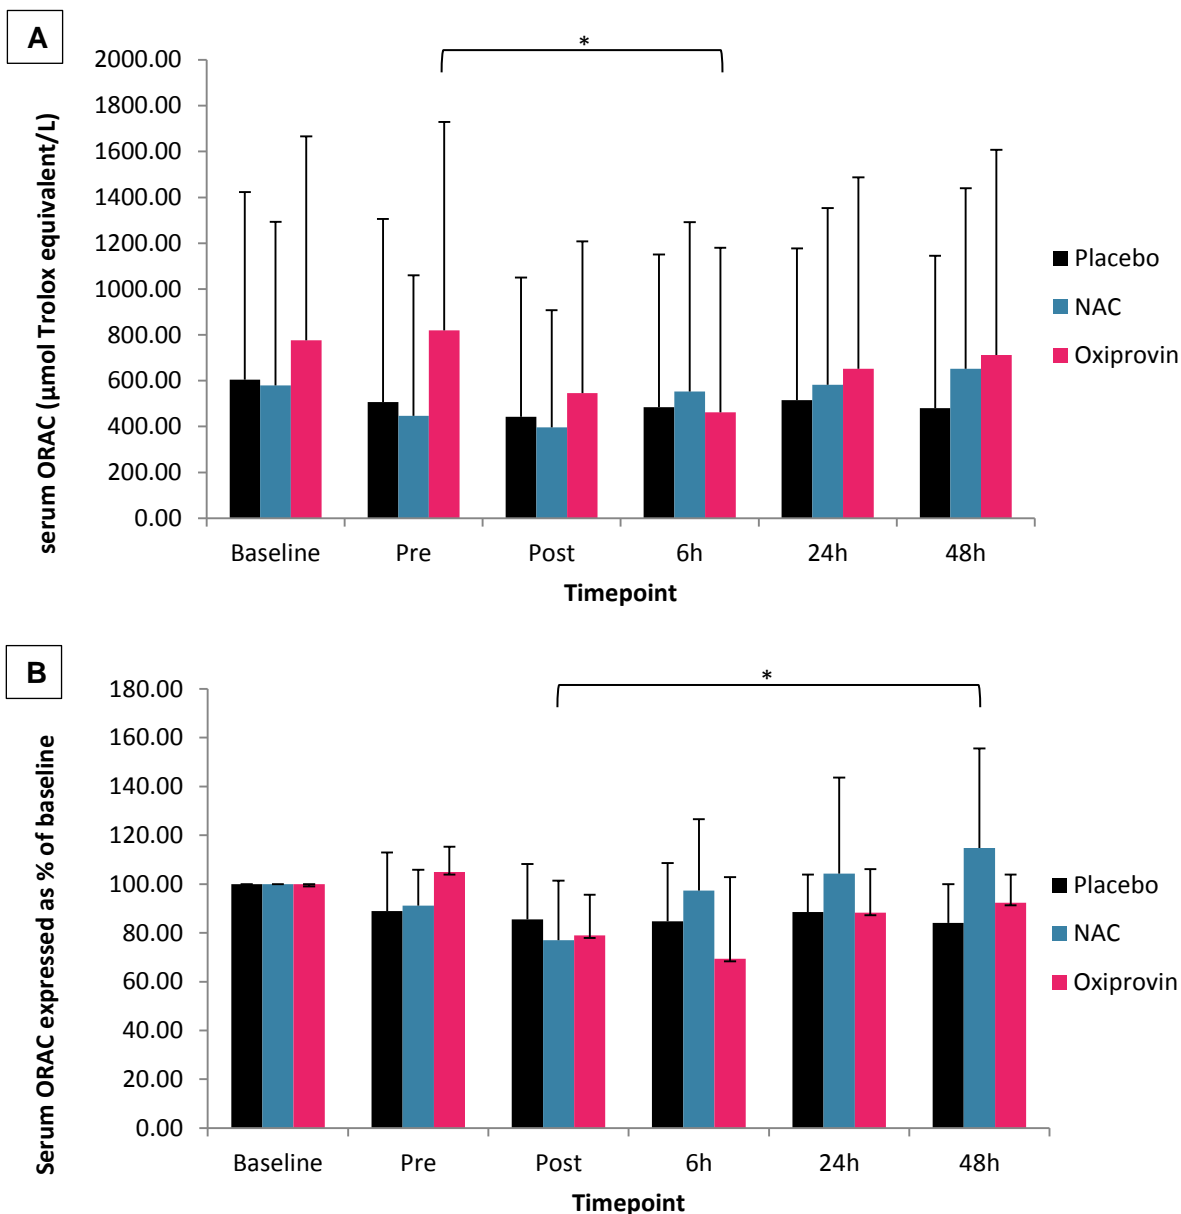 A
*
serum ORAC (µmol Trolox equivalent/L)
2000.00
1800.00
1600.00
1400.00
1200.00
1000.00
800.00
600.00
400.00
200.00
0.00
Baseline Pre Post 6h 24h 48h
Timepoint
Placebo
NAC
Oxiprovin
B
*
Serum ORAC expressed as % of baseline
180.00
160.00
140.00
120.00
100.00
80.00
60.00
40.00
20.00
0.00
Baseline Pre Post 6h 24h 48h
Timepoint
Placebo
NAC
Oxiprovin